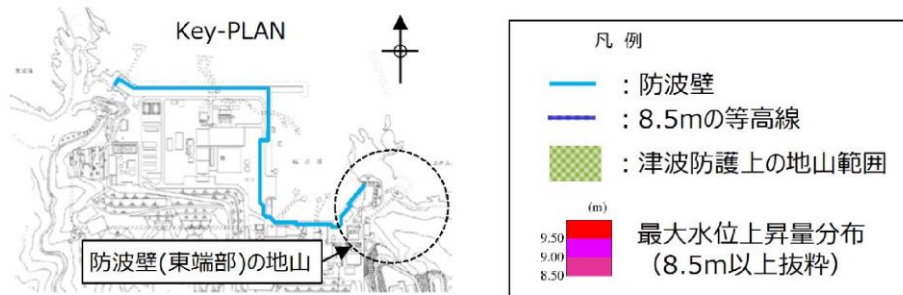 Key-PLAN
防波壁(東端部)の地山
凡 例
：防波壁
：8.5mの等高線
：津波防護上の地山範囲
(m)
9.50
9.00
8.50
最大水位上昇量分布
（8.5m以上抜粋）